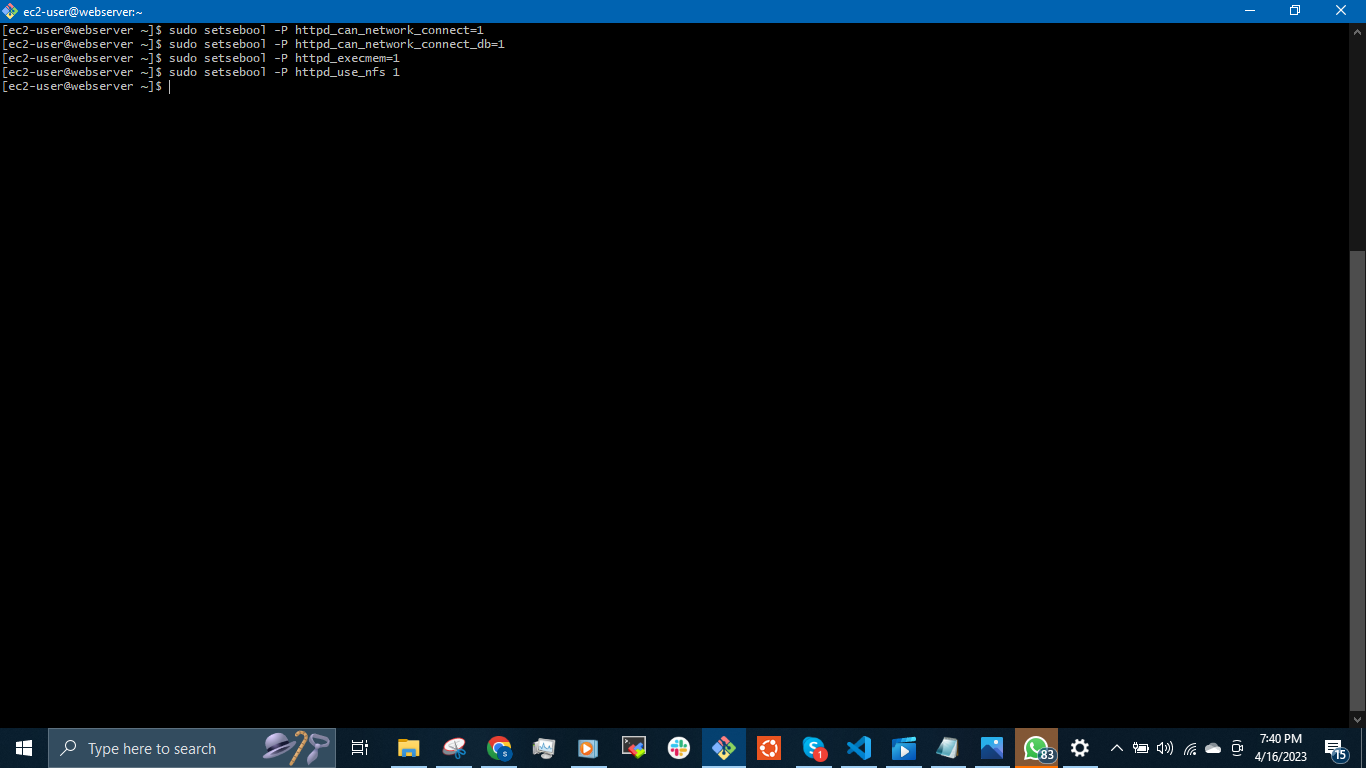 ec2-user@webserver:~
[ec2-user@webserver ~]$ sudo setsebool -P httpd_can_network_connect=1
[ec2-user@webserver ~]$ sudo setsebool -P httpd_can_network_connect_db=1
[ec2-user@webserver ~]$ sudo setsebool -P httpd_execmem=1
[ec2-user@webserver ~]$ sudo setsebool -P httpd_use_nfs 1
[ec2-user@webserver ~]$
Type here to search
S
1
83
7:40 PM
4/16/2023
15